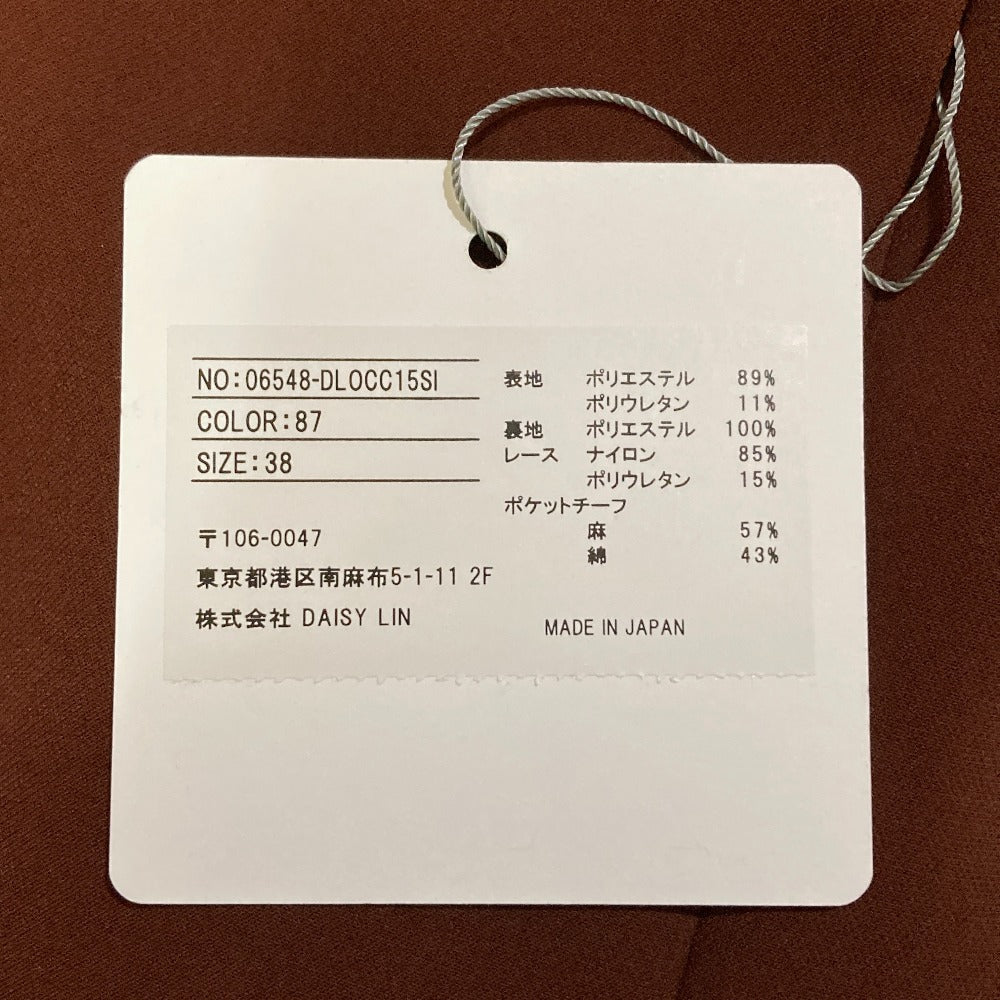 NO:06548-DLOCC15SI
COLOR:87
SIZE:38
〒106-0047
東京都港区南麻布5-1-11 2F
株式会社 DAISY LIN
表地 ポリエステル 89%
ポリウレタン 11%
裏地 ポリエステル 100%
レース ナイロン 85%
ポリウレタン 15%
ポケットチーフ
麻 57%
綿 43%
MADE IN JAPAN